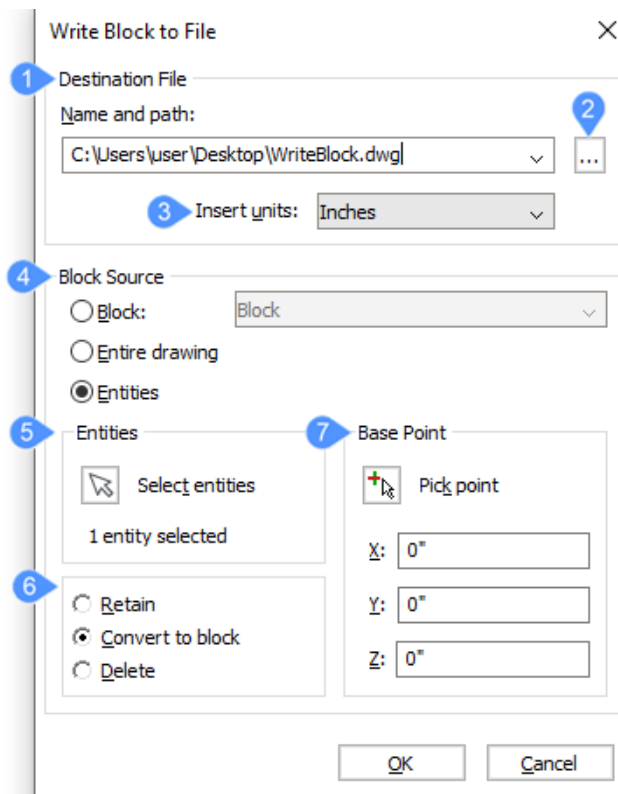 Write Block to File
1
Destination File
Name and path:
2
C:\Users\user\Desktop\WriteBlock.dwg
...
3
Insert units:
Inches
4
Block Source
Block:
Block
Entire drawing
Entities
5
Entities
Select entities
1 entity selected
6
Retain
Convert to block
Delete
7
Base Point
Pick point
X: 0"
Y: 0"
Z: 0"
OK
Cancel